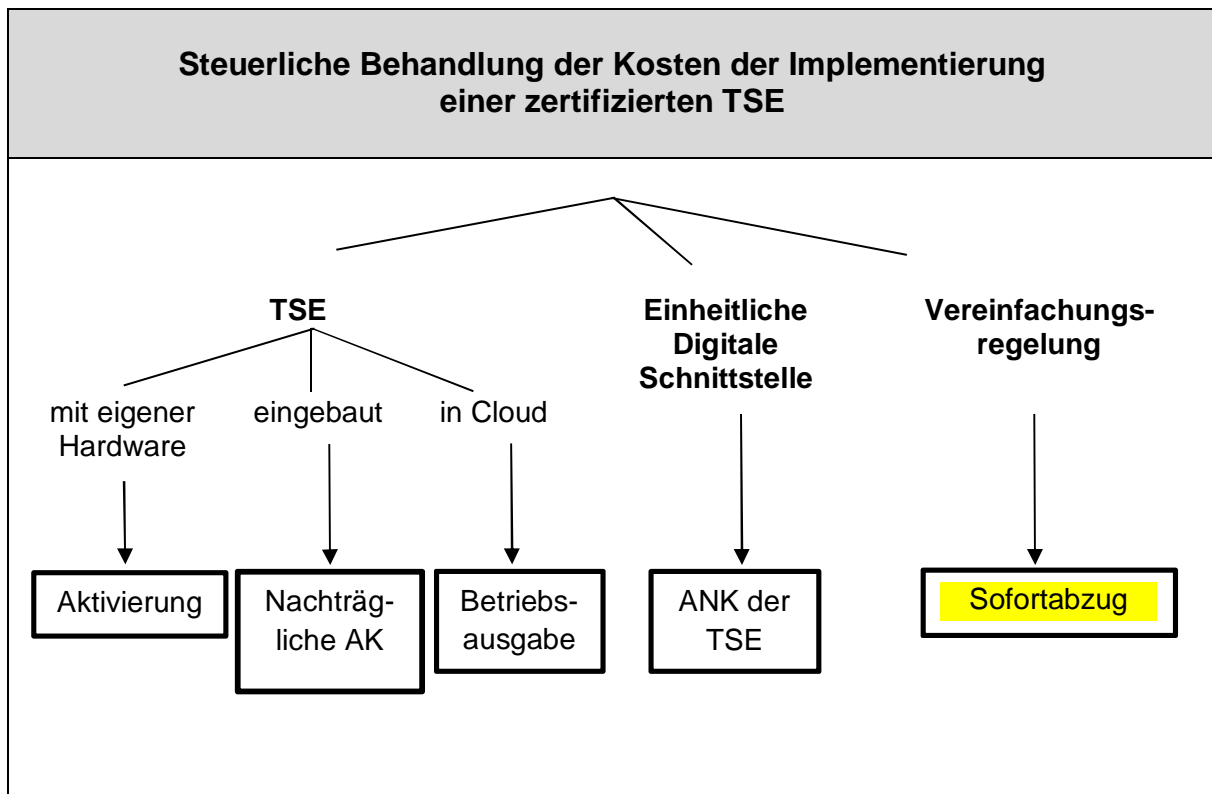 Steuerliche Behandlung der Kosten der Implementierung
einer zertifizierten TSE
TSE
mit eigener
Hardware
eingebaut
in Cloud
Einheitliche
Digitale
Schnittstelle
Vereinfachungs-
regelung
Aktivierung
Nachträg-
liche AK
Betriebs-
ausgabe
ANK der
TSE
Sofortabzug